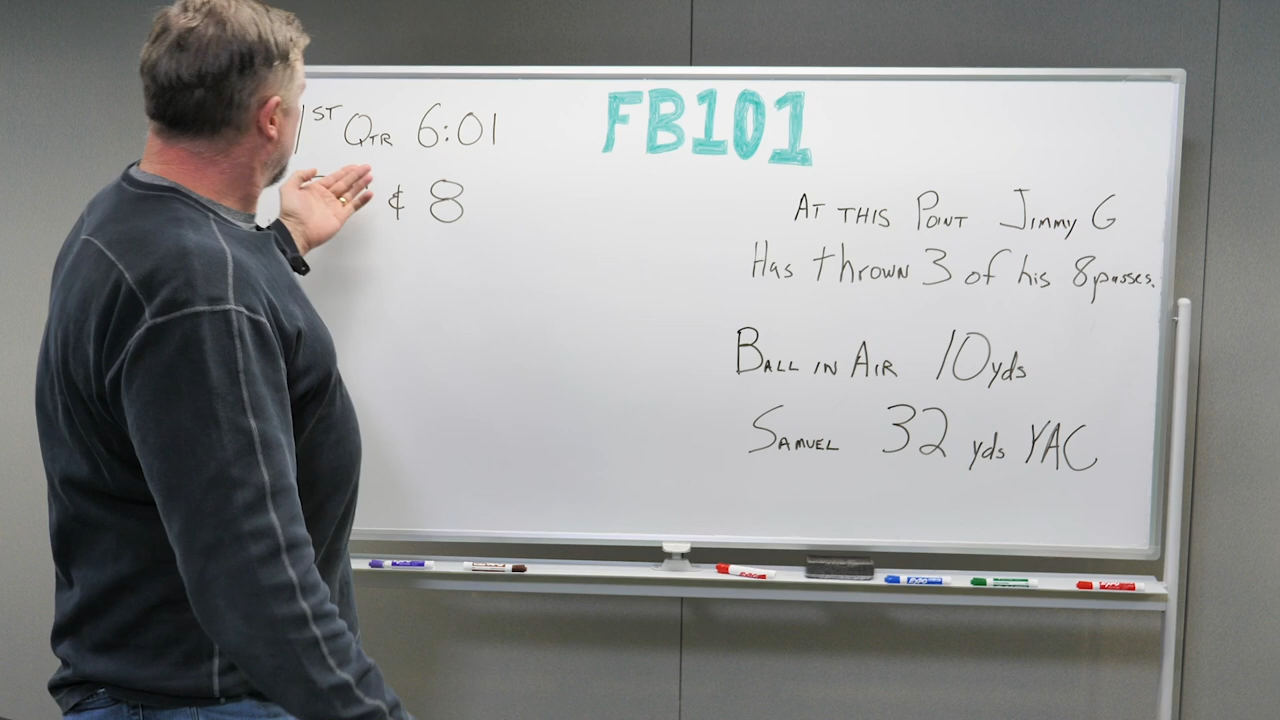 FB101
1ST QTR 6:01
& 8
AT THIS POINT JIMMY G
Has thrown 3 of his 8 passes.
BALL IN AIR 10 yds
SAMUEL 32 yds YAC